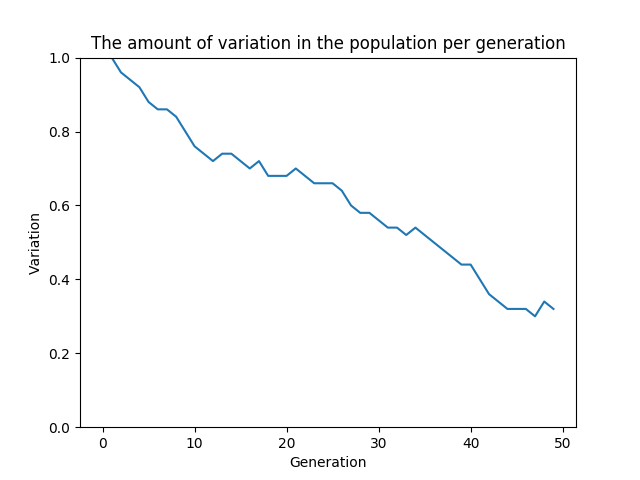 The amount of variation in the population per generation
1.0
0.8
0.6
0.4
0.2
0.0
Variation
0 10 20 30 40 50
Generation